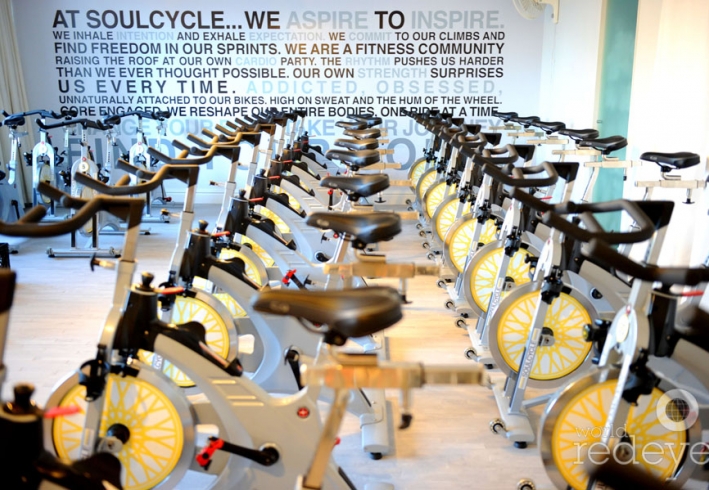 AT SOULCYCLE...WE ASPIRE TO INSPIRE.
WE INHALE INTENTION AND EXHALE EXPECTATION. WE COMMIT TO OUR CLIMBS AND
FIND FREEDOM IN OUR SPRINTS. WE ARE A FITNESS COMMUNITY
RAISING THE ROOF AT OUR OWN CARDIO PARTY. THE RHYTHM PUSHES US HARDER
THAN WE EVER THOUGHT POSSIBLE. OUR OWN STRENGTH SURPRISES
US EVERY TIME. ADDICTED, OBSESSED,
UNNATURALLY ATTACHED TO OUR BIKES. HIGH ON SWEAT AND THE HUM OF THE WHEEL.
CORE ENGAGED, WE RESHAPE OUR ENTIRE BODIES, ONE RIDE AT A TIME.
CHANGE YOUR
world
redeye